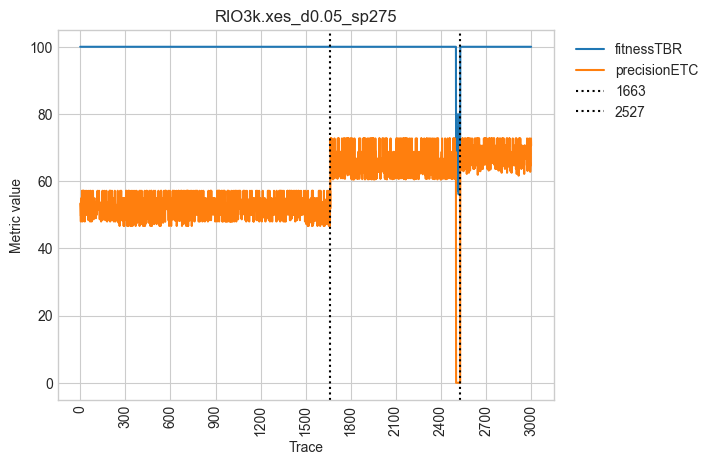 RIO3k.xes_d0.05_sp275
fitnessTBR
precisionETC
1663
2527
Metric value
100
80
60
40
20
0
0 300 600 900 1200 1500 1800 2100 2400 2700 3000
Trace